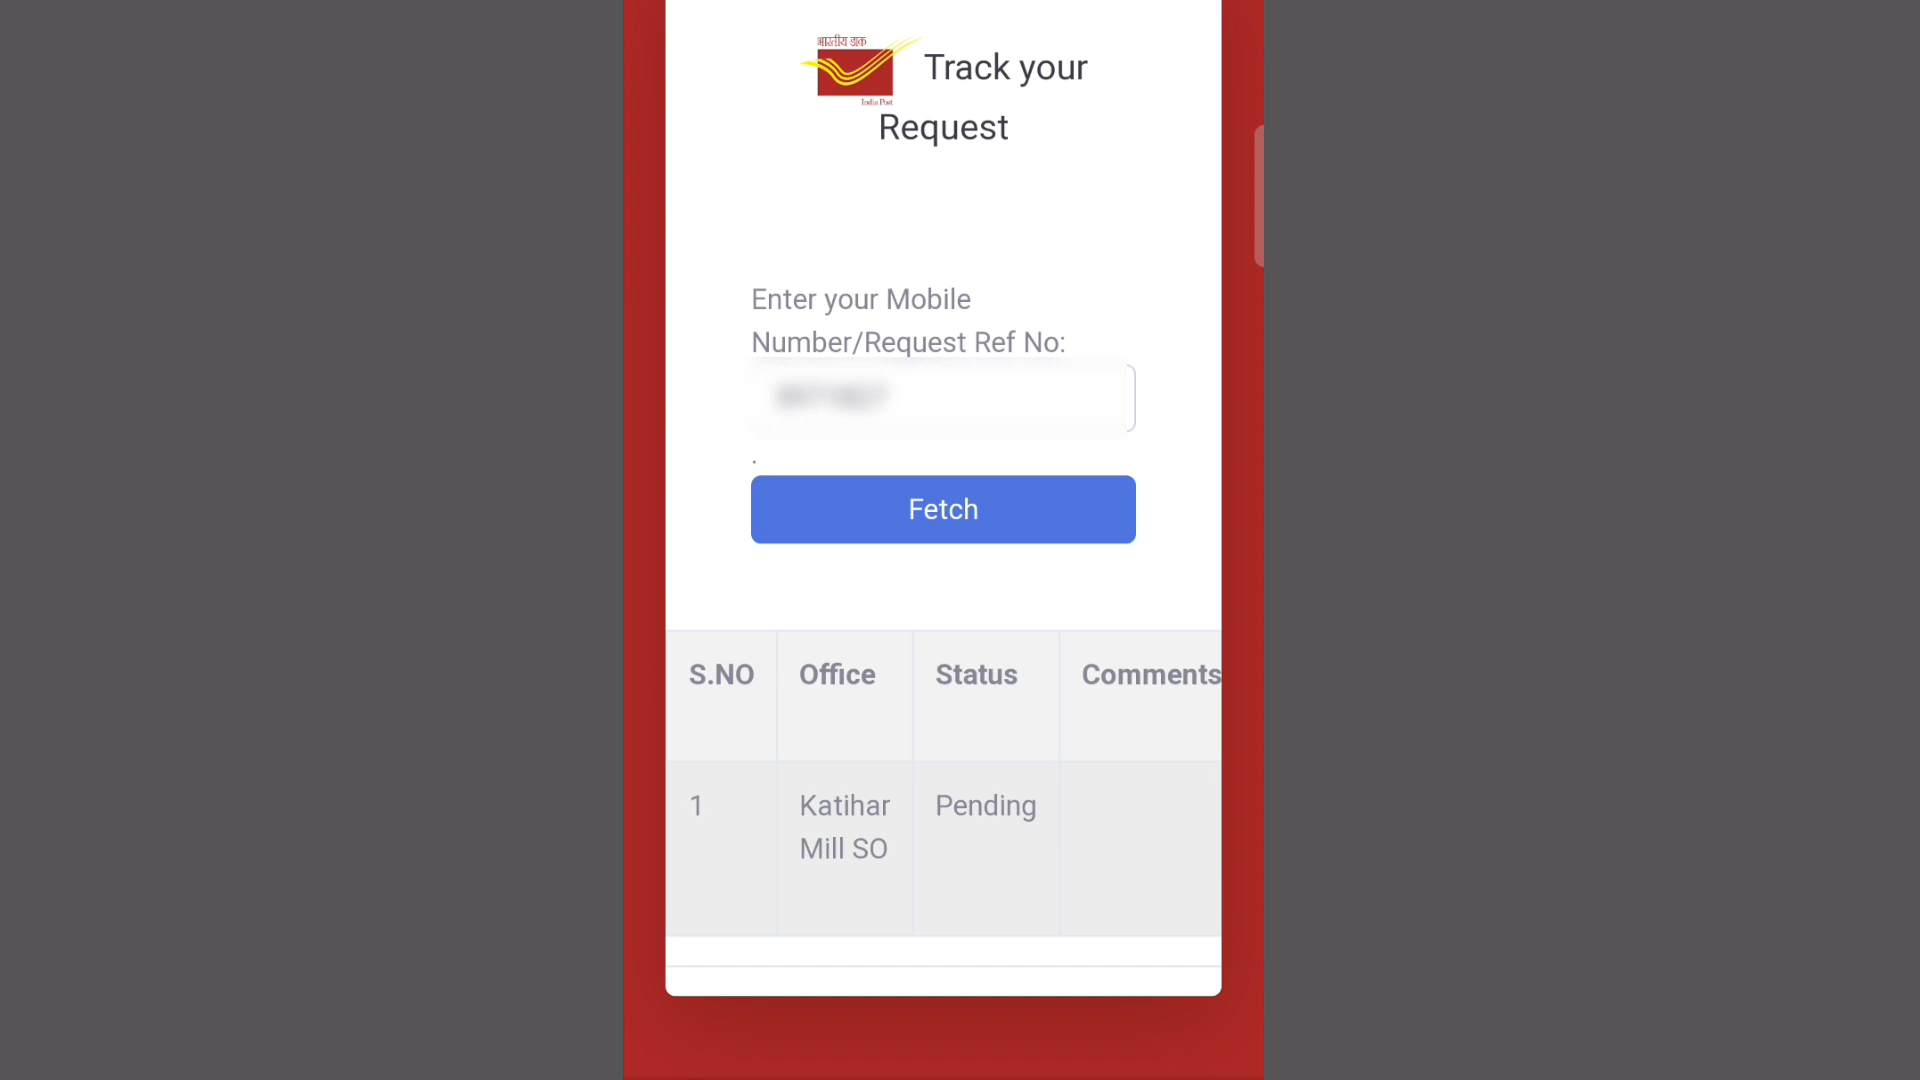 भारतीय डाक
India Post
Track your
Request
Enter your Mobile
Number/Request Ref No:
.
Fetch
S.NO Office Status Comments
1 Katihar Pending
Mill SO